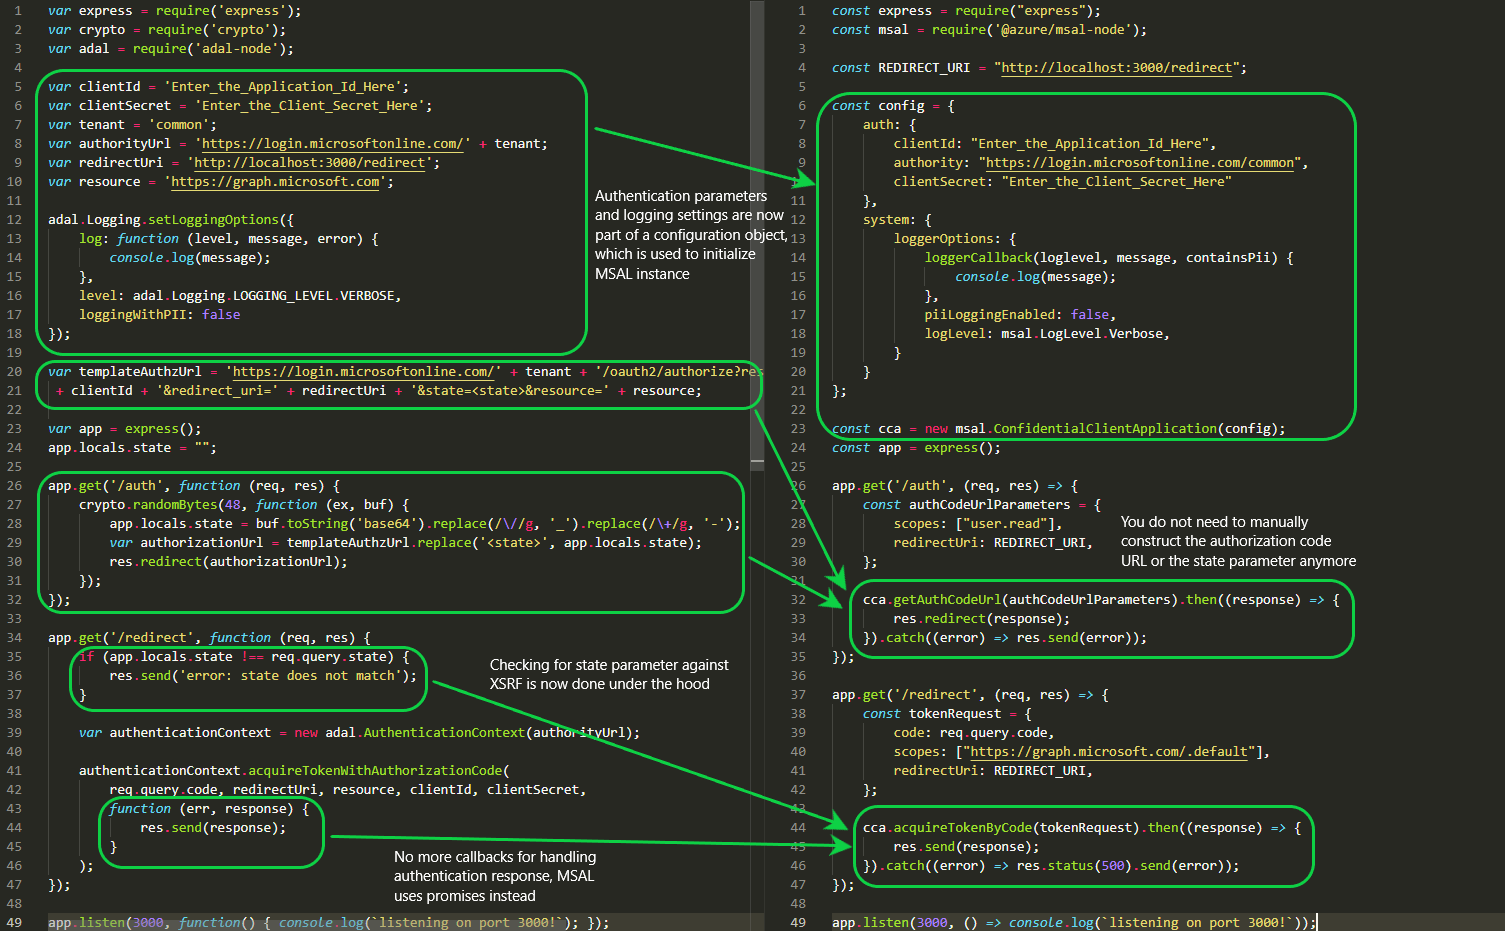 1 var express = require('express');
2 var crypto = require('crypto');
3 var adal = require('adal-node');
4
5 var clientId = 'Enter_the_Application_Id_Here';
6 var clientSecret = 'Enter_the_Client_Secret_Here';
7 var tenant = 'common';
8 var authorityUrl = 'https://login.microsoftonline.com/' + tenant;
9 var redirectUri = 'http://localhost:3000/redirect';
10 var resource = 'https://graph.microsoft.com';
11
12 adal.Logging.setLoggingOptions({
13 log: function (level, message, error) {
14 console.log(message);
15 },
16 level: adal.Logging.LOGGING_LEVEL.VERBOSE,
17 loggingWithPII: false
18 });
19
20 var templateAuthzUrl = 'https://login.microsoftonline.com/' + tenant + '/oauth2/authorize?res
21 + clientId + '&redirect_uri=' + redirectUri + '&state=<state>&resource=' + resource;
22
23 var app = express();
24 app.locals.state = "";
25
26 app.get('/auth', function (req, res) {
27 crypto.randomBytes(48, function (ex, buf) {
28 app.locals.state = buf.toString('base64').replace(/\//g, '_').replace(/\+/g, '-');
29 var authorizationUrl = templateAuthzUrl.replace('<state>', app.locals.state);
30 res.redirect(authorizationUrl);
31 });
32 });
33
34 app.get('/redirect', function (req, res) {
35 if (app.locals.state !== req.query.state) {
36 res.send('error: state does not match');
37 }
38
39 var authenticationContext = new adal.AuthenticationContext(authorityUrl);
40
41 authenticationContext.acquireTokenWithAuthorizationCode(
42 req.query.code, redirectUri, resource, clientId, clientSecret,
43 function (err, response) {
44 res.send(response);
45 }
46 );
47 });
48
49 app.listen(3000, function() { console.log(`listening on port 3000!`); });
Authentication parameters
and logging settings are now
part of a configuration object,
which is used to initialize
MSAL instance
Checking for state parameter against
XSRF is now done under the hood
No more callbacks for handling
authentication response, MSAL
uses promises instead
1 const express = require("express");
2 const msal = require('@azure/msal-node');
3
4 const REDIRECT_URI = "http://localhost:3000/redirect";
5
6 const config = {
7 auth: {
8 clientId: "Enter_the_Application_Id_Here",
9 authority: "https://login.microsoftonline.com/common",
clientSecret: "Enter_the_Client_Secret_Here"
11 },
12 system: {
13 loggerOptions: {
14 loggerCallback(loglevel, message, containsPii) {
15 console.log(message);
16 },
17 piiLoggingEnabled: false,
18 logLevel: msal.LogLevel.Verbose,
19 }
20 }
21 };
22
23 const cca = new msal.ConfidentialClientApplication(config);
24 const app = express();
25
26 app.get('/auth', (req, res) => {
27 const authCodeUrlParameters = {
28 scopes: ["user.read"],
29 redirectUri: REDIRECT_URI,
30 };
31
32 cca.getAuthCodeUrl(authCodeUrlParameters).then((response) => {
33 res.redirect(response);
34 }).catch((error) => res.send(error));
35 });
36
37 app.get('/redirect', (req, res) => {
38 const tokenRequest = {
39 code: req.query.code,
40 scopes: ["https://graph.microsoft.com/.default"],
41 redirectUri: REDIRECT_URI,
42 };
43
44 cca.acquireTokenByCode(tokenRequest).then((response) => {
45 res.send(response);
46 }).catch((error) => res.status(500).send(error));
47 });
48
49 app.listen(3000, () => console.log(`listening on port 3000!`));
You do not need to manually
construct the authorization code
URL or the state parameter anymore